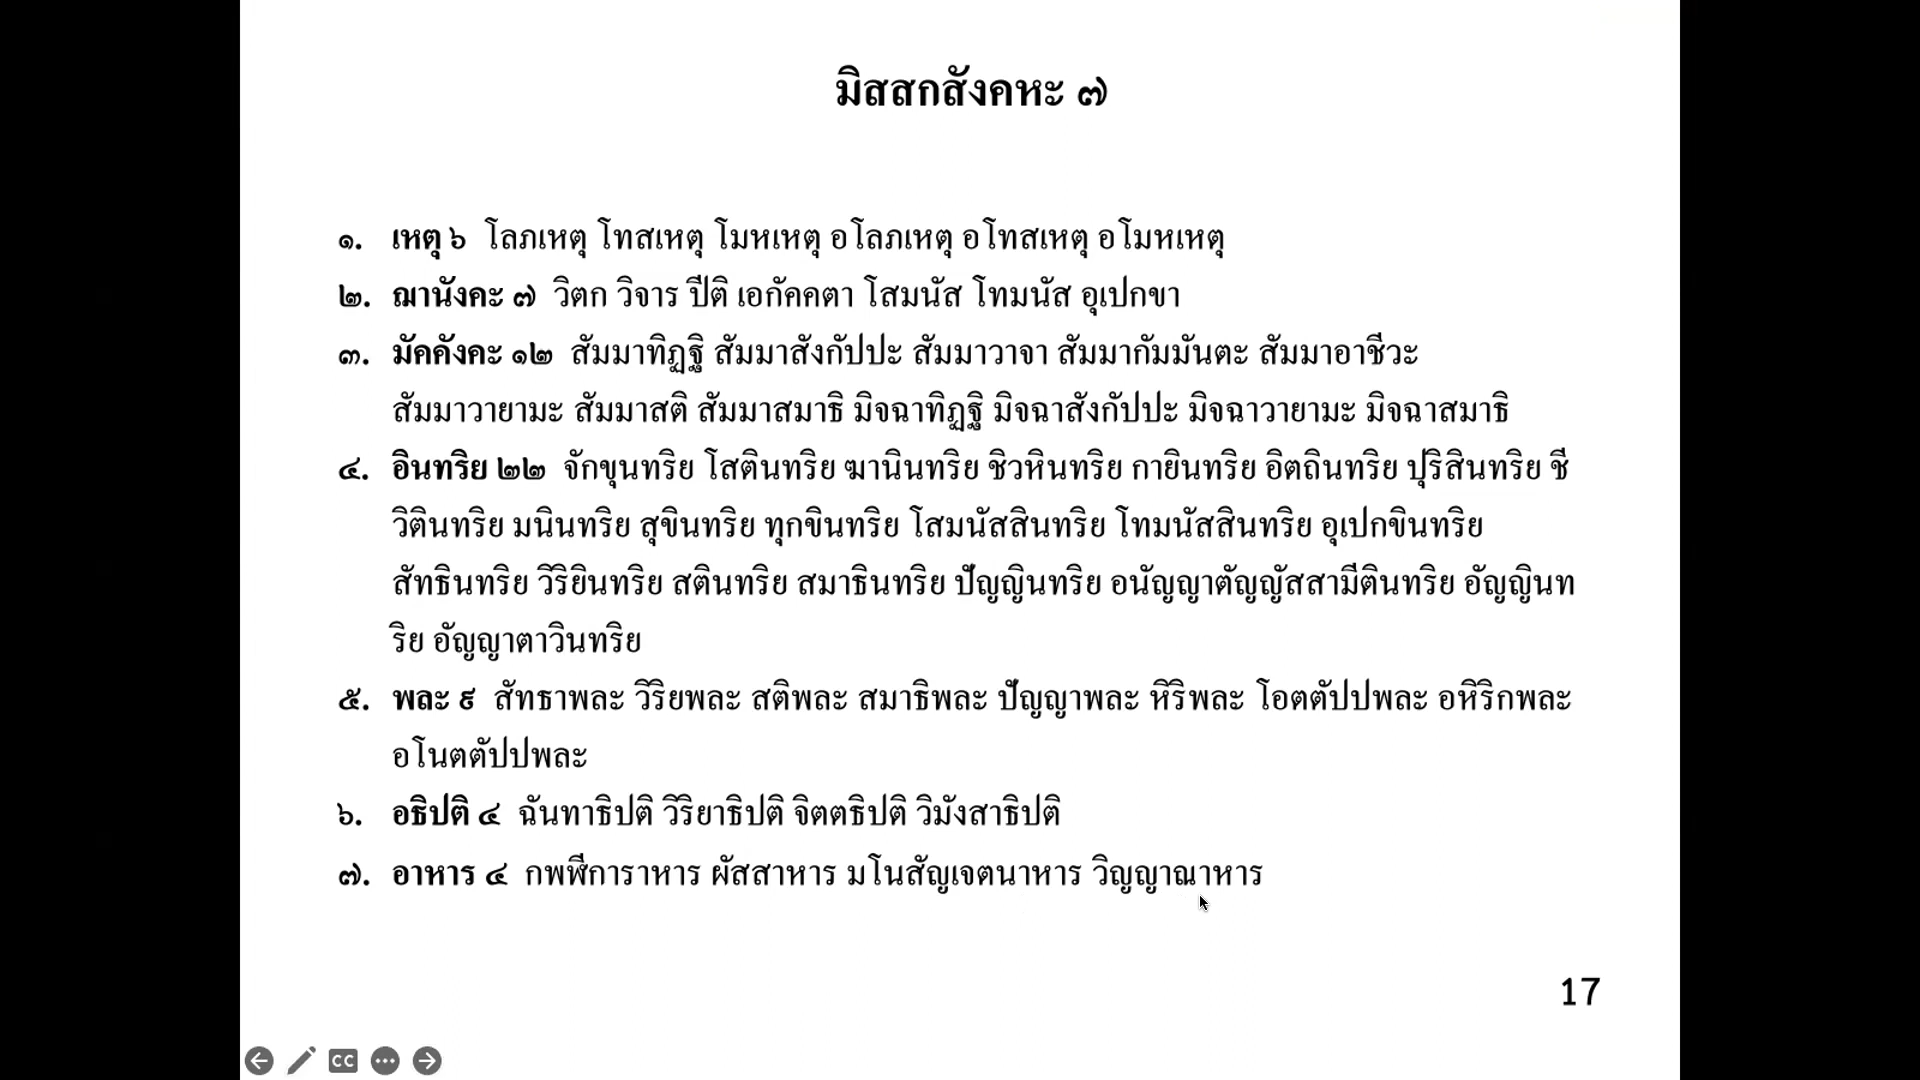 มิสสกสังคหะ ๗
๑. เหตุ ๖ โลภเหตุ โทสเหตุ โมหเหตุ อโลภเหตุ อโทสเหตุ อโมหเหตุ
๒. ฌานังคะ ๗ วิตก วิจาร ปีติ เอกัคคตา โสมนัส โทมนัส อุเปกขา
๓. มัคคังคะ ๑๒ สัมมาทิฏฐิ สัมมาสังกัปปะ สัมมาวาจา สัมมากัมมันตะ สัมมาอาชีวะ
สัมมาวายามะ สัมมาสติ สัมมาสมาธิ มิจฉาทิฏฐิ มิจฉาสังกัปปะ มิจฉาวายามะ มิจฉาสมาธิ
๔. อินทริย ๒๒ จักขุนทริย โสตินทริย ฆานินทริย ชิวหินทริย กายินทริย อิตถินทริย ปุริสินทริย ชี
วิตินทริย มนินทริย สุขินทริย ทุกขินทริย โสมนัสสินทริย โทมนัสสินทริย อุเปกขินทริย
สัทธินทริย วิริยินทริย สตินทริย สมาธินทริย ปัญญินทริย อนัญญาตัญญัสสามีตินทริย อัญญินท
ริย อัญญาตาวินทริย
๕. พละ ๙ สัทธาพละ วิริยพละ สติพละ สมาธิพละ ปัญญาพละ หิริพละ โอตตัปปพละ อหิริกพละ
อโนตตัปปพละ
๖. อธิปติ ๔ ฉันทาธิปติ วิริยาธิปติ จิตตธิปติ วิมังสาธิปติ
๗. อาหาร ๔ กพฬีการาหาร ผัสสาหาร มโนสัญเจตนาหาร วิญญาณาหาร
17
CC